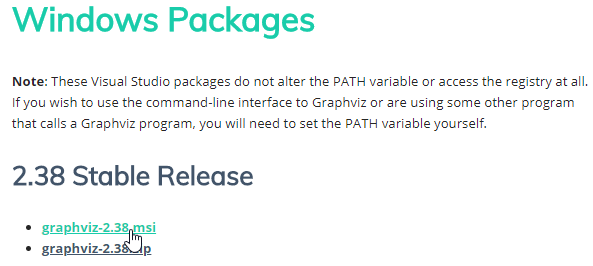 Windows Packages
Note: These Visual Studio packages do not alter the PATH variable or access the registry at all.
If you wish to use the command-line interface to Graphviz or are using some other program
that calls a Graphviz program, you will need to set the PATH variable yourself.
2.38 Stable Release
graphviz-2.38.msi
graphviz-2.38.zip